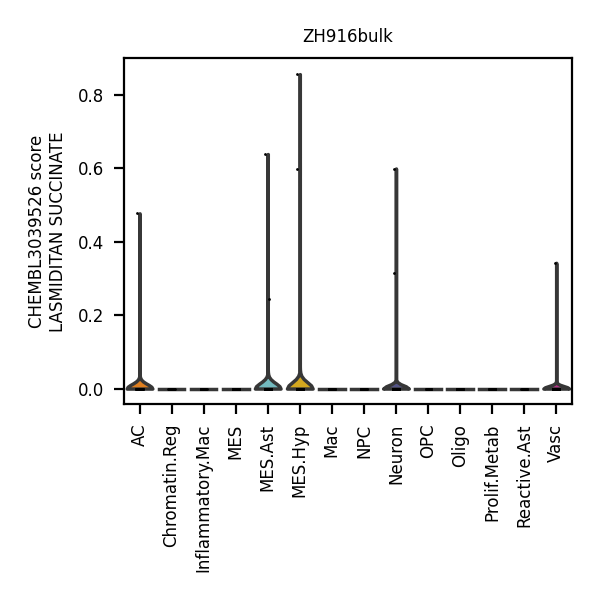 ZH916bulk
CHEMBL3039526 score
LASMIDITAN SUCCINATE
0.8
0.6
0.4
0.2
0.0
AC
Chromatin.Reg
Inflammatory.Mac
MES
MES.Ast
MES.Hyp
Mac
NPC
Neuron
OPC
Oligo
Prolif.Metab
Reactive.Ast
Vasc